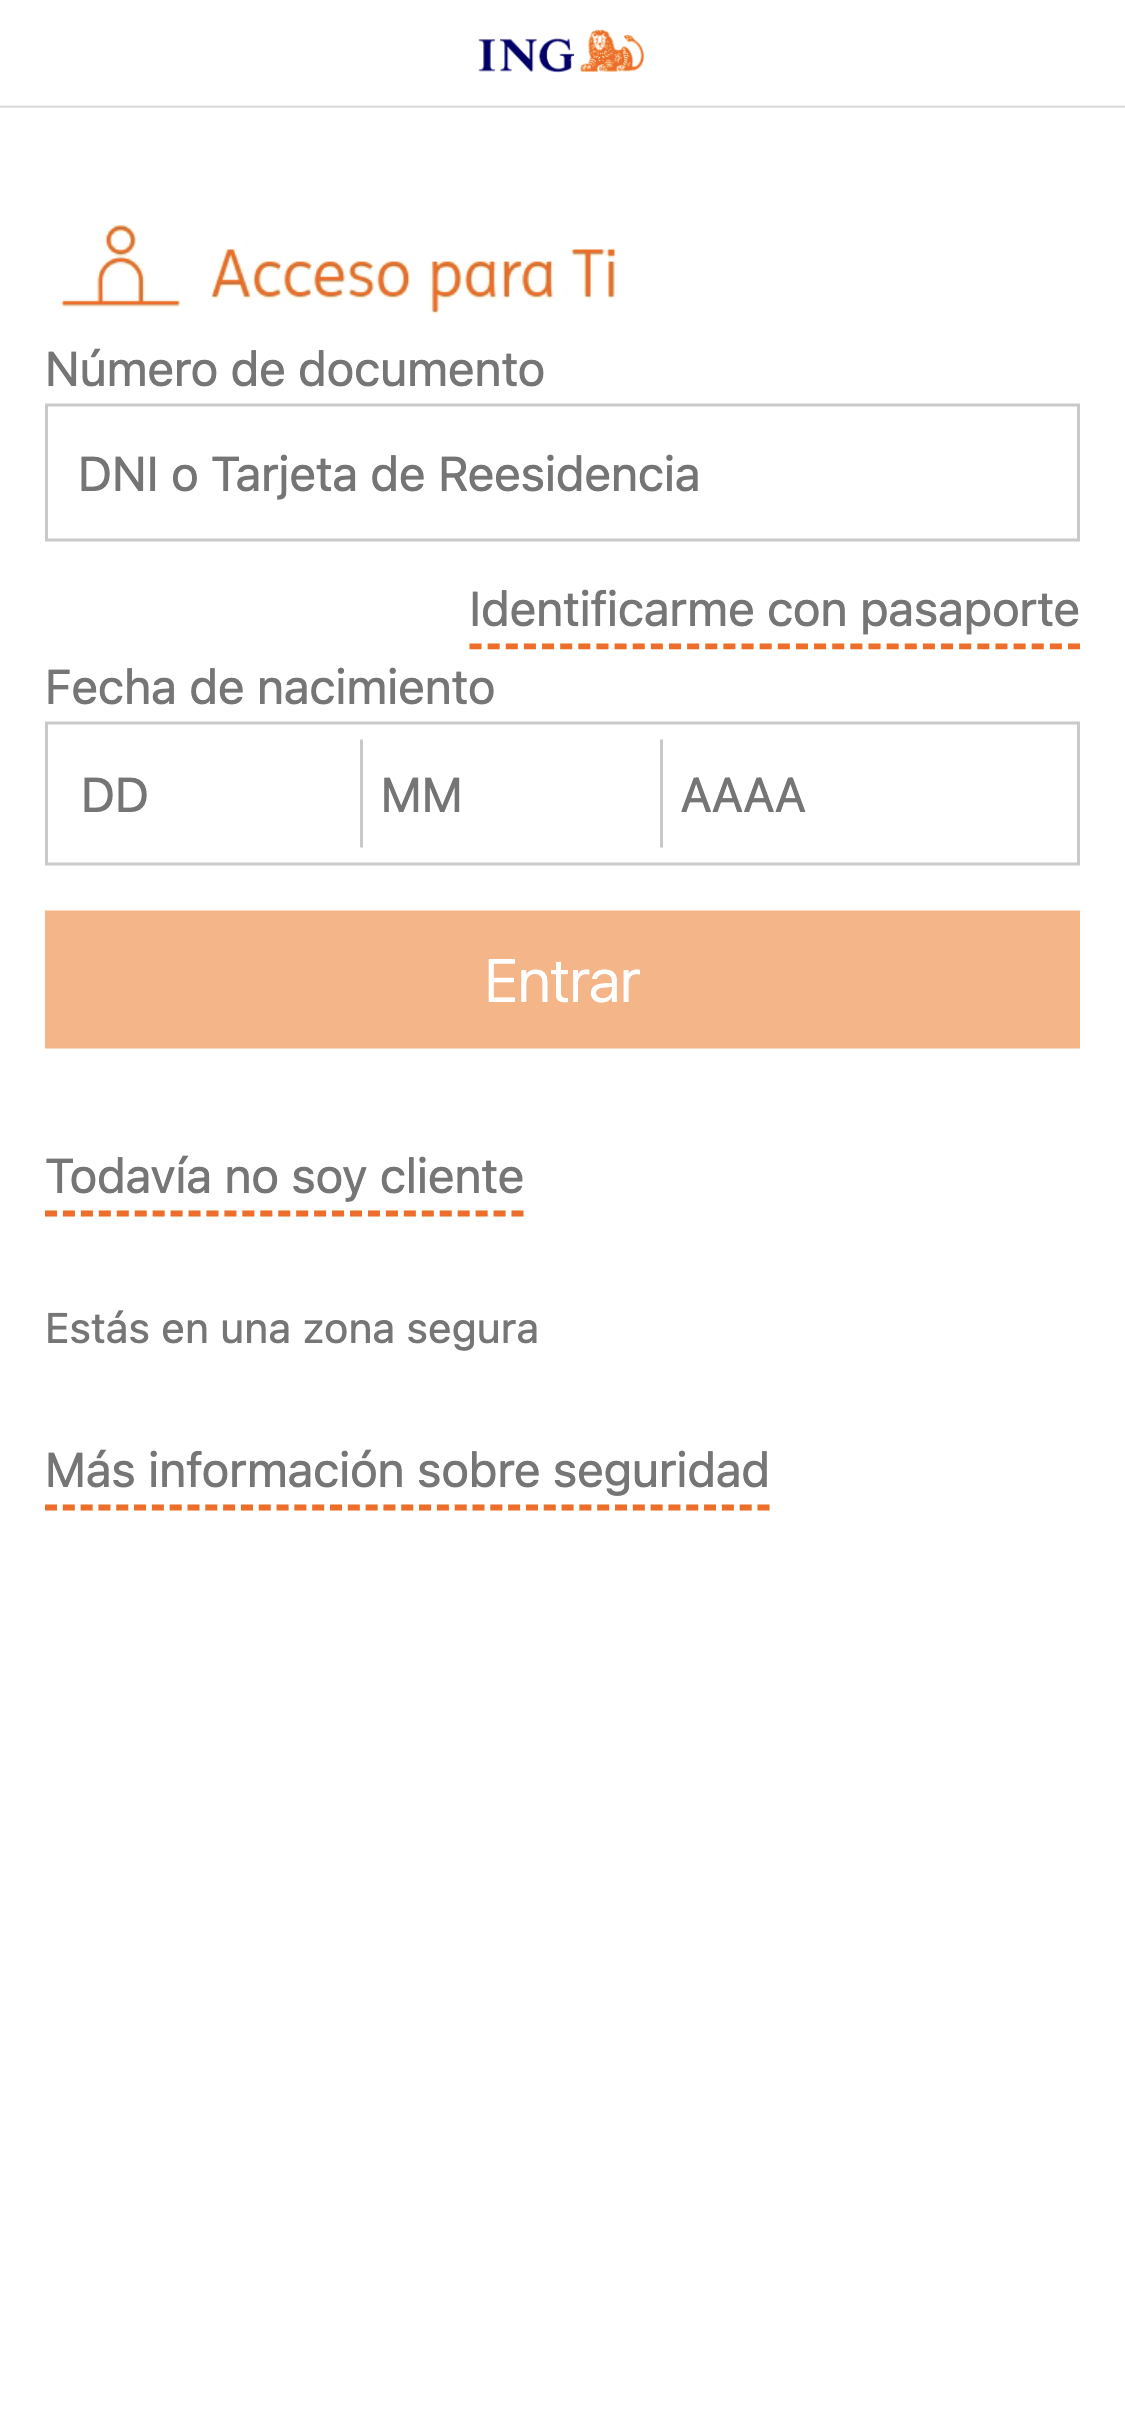 ING
Acceso para Ti
Número de documento
DNI o Tarjeta de Reesidencia
Identificarme con pasaporte
Fecha de nacimiento
DD MM AAAA
Entrar
Todavía no soy cliente
Estás en una zona segura
Más información sobre seguridad